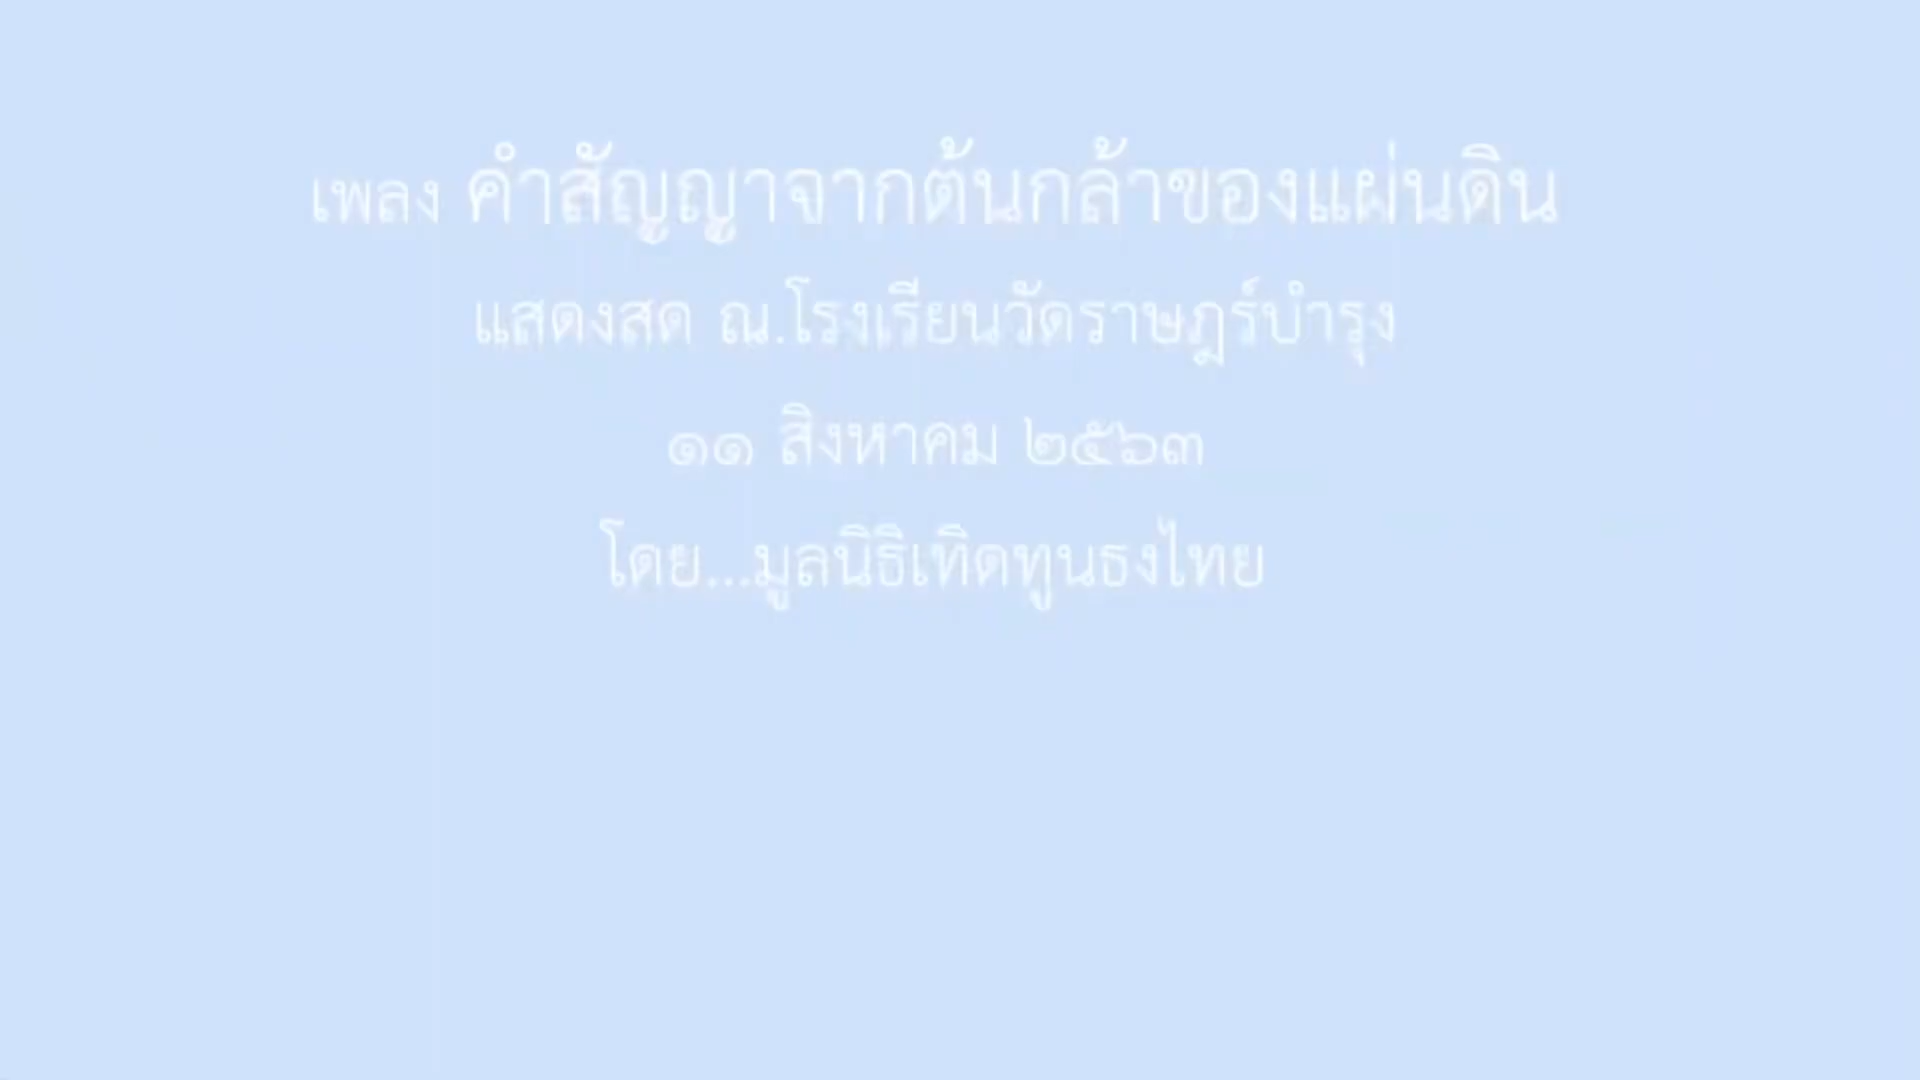 เพลง คำสัญญาจากต้นกล้าของแผ่นดิน
แสดงสด ณ.โรงเรียนวัดราษฎร์บำรุง
๑๑ สิงหาคม ๒๕๖๓
โดย...มูลนิธิเทิดทูนธงไทย